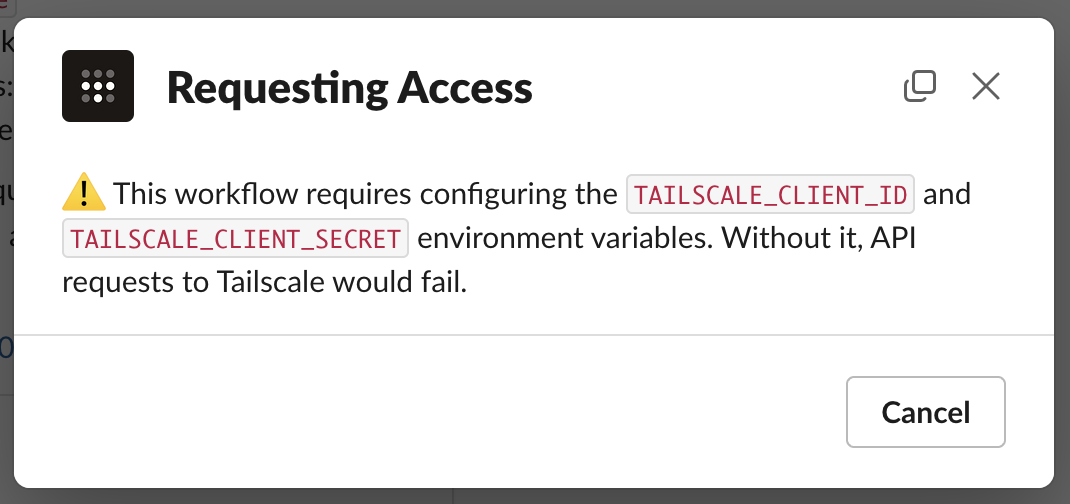 Requesting Access
⚠️ This workflow requires configuring the TAILSCALE_CLIENT_ID and
TAILSCALE_CLIENT_SECRET environment variables. Without it, API
requests to Tailscale would fail.
Cancel